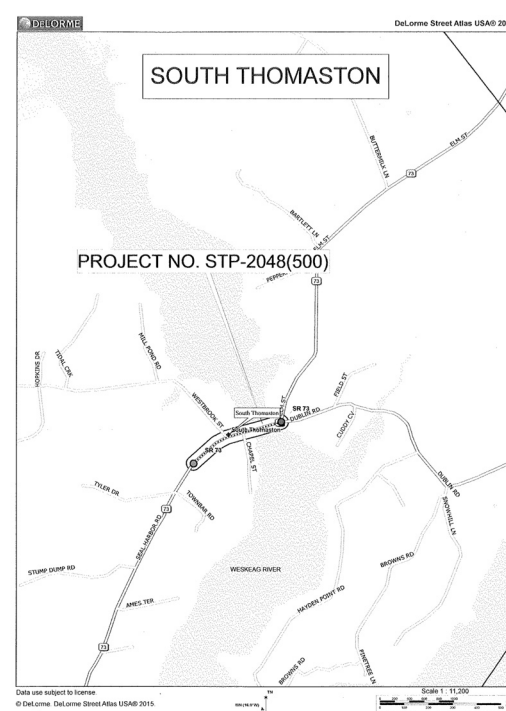 DELORME
DeLorme Street Atlas USA® 20
SOUTH THOMASTON
BUTTERMILK LN
ELM ST
73
BARTLETT LN
ELM ST
PROJECT NO. STP-2048(500)
73
HOPKINS DR
TIDAL CRK
MILL POND RD
FIELD ST
WESTBROOK ST
South Thomaston
SR 73
DUBLIN RD
South Thomaston
CUDDY CV
SR 73
CHAPEL ST
TYLER DR
TOWNBAR RD
DUBLIN RD
SNOWHILL LN
73
SEAL HARBOR RD
BROWNS RD
STUMP DUMP RD
WESKEAG RIVER
HAYDEN POINT RD
AMES TER
73
BROWNS RD
PINETREE LN
Data use subject to license.
© DeLorme. DeLorme Street Atlas USA® 2015.
TN
Scale 1 : 11,200